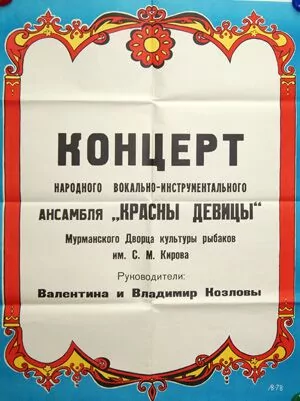 КОНЦЕРТ
НАРОДНОГО ВОКАЛЬНО-ИНСТРУМЕНТАЛЬНОГО
АНСАМБЛЯ „КРАСНЫ ДЕВИЦЫ“
Мурманского Дворца культуры рыбаков
им. С. М. Кирова
Руководители:
Валентина и Владимир Козловы